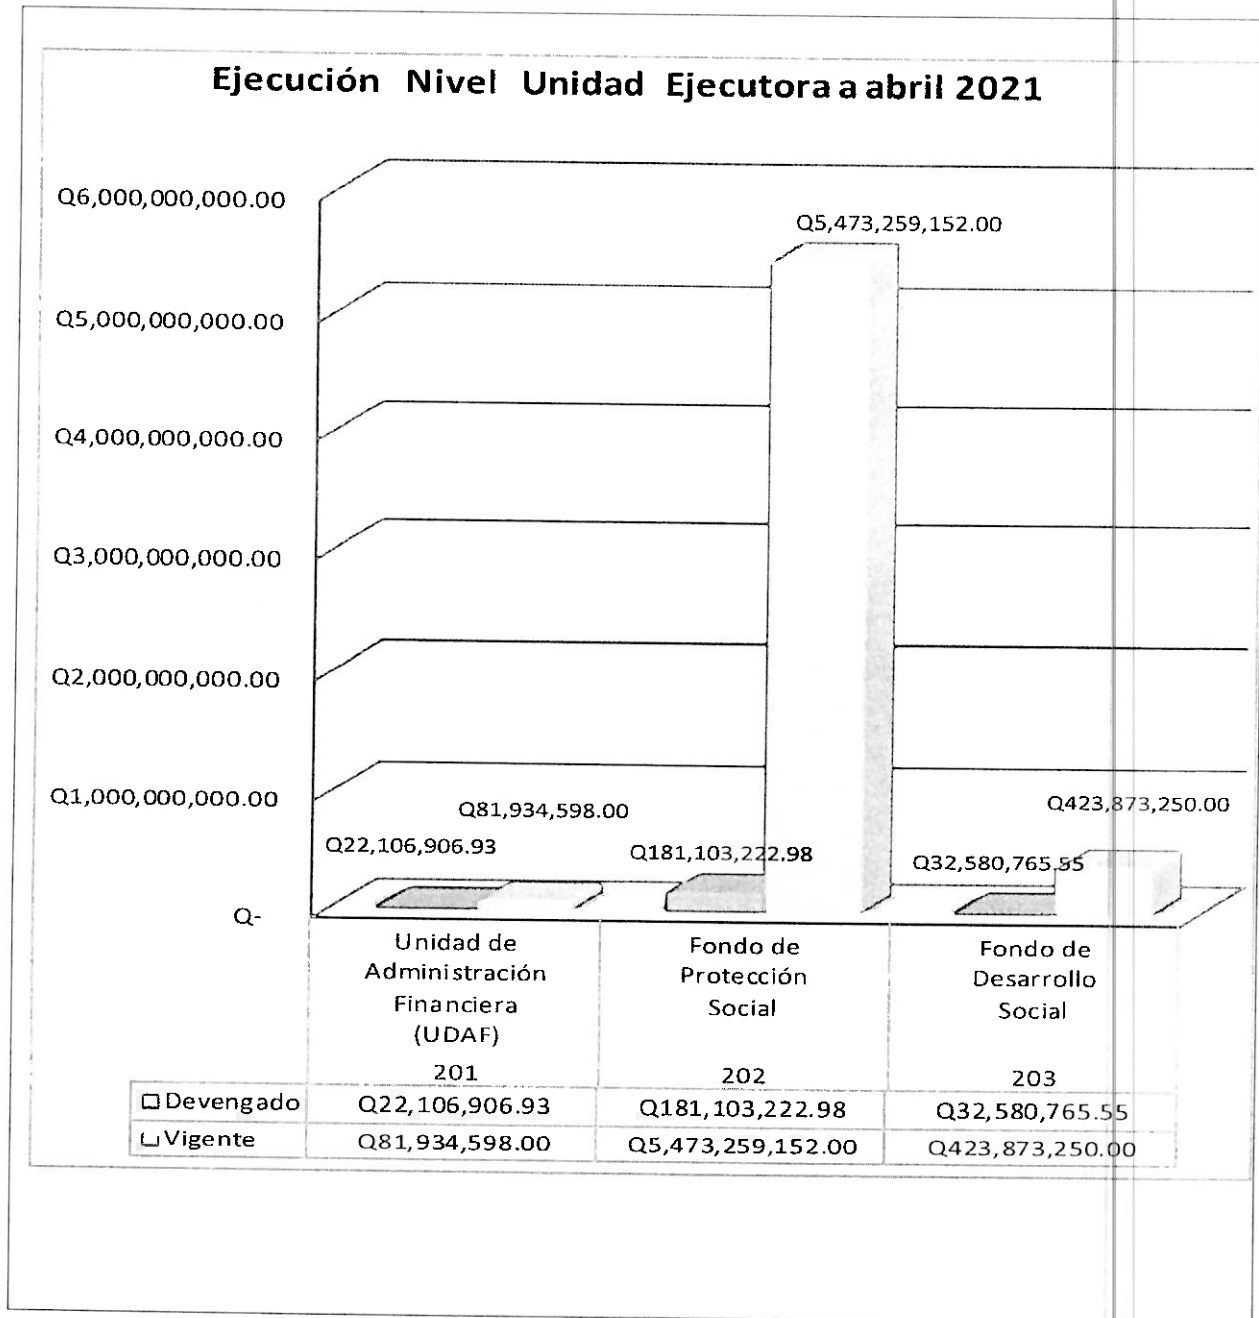 Ejecución Nivel Unidad Ejecutora a abril 2021
Q6,000,000,000.00
Q5,473,259,152.00
Q5,000,000,000.00
Q4,000,000,000.00
Q3,000,000,000.00
Q2,000,000,000.00
Q1,000,000,000.00
Q81,934,598.00
Q423,873,250.00
Q22,106,906.93
Q181,103,222.98
Q32,580,765.55
Q-
Unidad de
Administración
Financiera
(UDAF)
201
Fondo de
Protección
Social
202
Fondo de
Desarrollo
Social
203
Devengado Q22,106,906.93 Q181,103,222.98 Q32,580,765.55
Vigente Q81,934,598.00 Q5,473,259,152.00 Q423,873,250.00